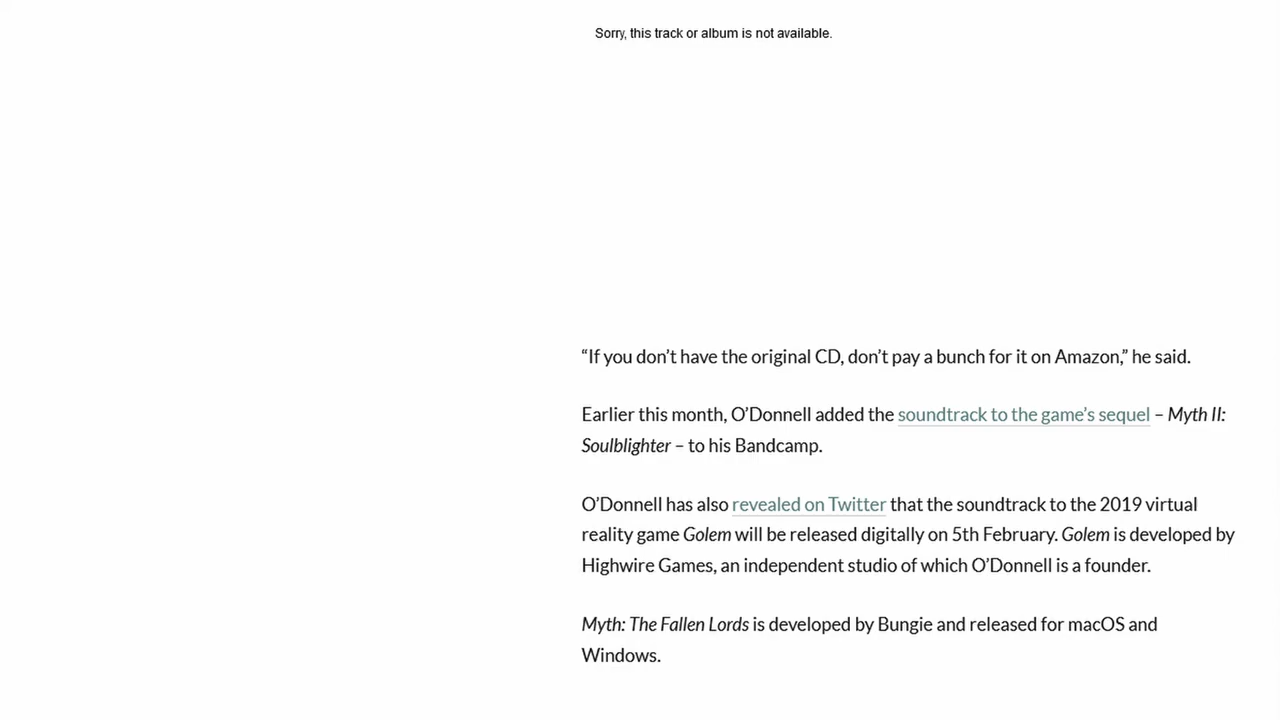 Sorry, this track or album is not available.
“If you don’t have the original CD, don’t pay a bunch for it on Amazon,” he said.
Earlier this month, O’Donnell added the soundtrack to the game’s sequel – Myth II:
Soulblighter – to his Bandcamp.
O’Donnell has also revealed on Twitter that the soundtrack to the 2019 virtual
reality game Golem will be released digitally on 5th February. Golem is developed by
Highwire Games, an independent studio of which O’Donnell is a founder.
Myth: The Fallen Lords is developed by Bungie and released for macOS and
Windows.